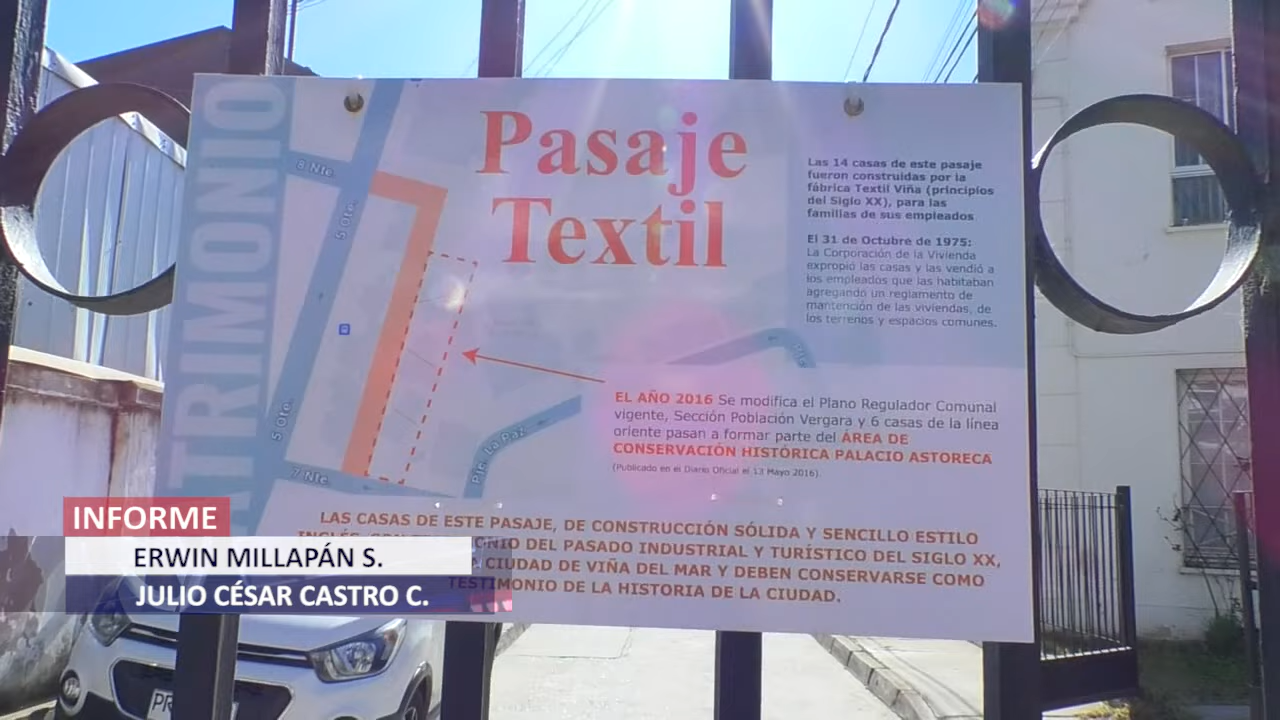 PATRIMONIO
8 Nte.
5 Ote.
5 Ote.
7 Nte.
Pje. La Paz
Pasaje
Textil
Las 14 casas de este pasaje
fueron construidas por la
fábrica Textil Viña (principios
del Siglo XX), para las
familias de sus empleados
El 31 de Octubre de 1975:
La Corporación de la Vivienda
expropió las casas y las vendió a
los empleados que las habitaban
agregando un reglamento de
mantención de las viviendas, de
los terrenos y espacios comunes.
EL AÑO 2016 Se modifica el Plano Regulador Comunal
vigente, Sección Población Vergara y 6 casas de la línea
oriente pasan a formar parte del ÁREA DE
CONSERVACIÓN HISTÓRICA PALACIO ASTORECA
(Publicado en el Diario Oficial el 13 Mayo 2016).
LAS CASAS DE ESTE PASAJE, DE CONSTRUCCIÓN SÓLIDA Y SENCILLO ESTILO
DEL PASADO INDUSTRIAL Y TURÍSTICO DEL SIGLO XX,
CIUDAD DE VIÑA DEL MAR Y DEBEN CONSERVARSE COMO
TESTIMONIO DE LA HISTORIA DE LA CIUDAD.
INFORME
ERWIN MILLAPÁN S.
JULIO CÉSAR CASTRO C.